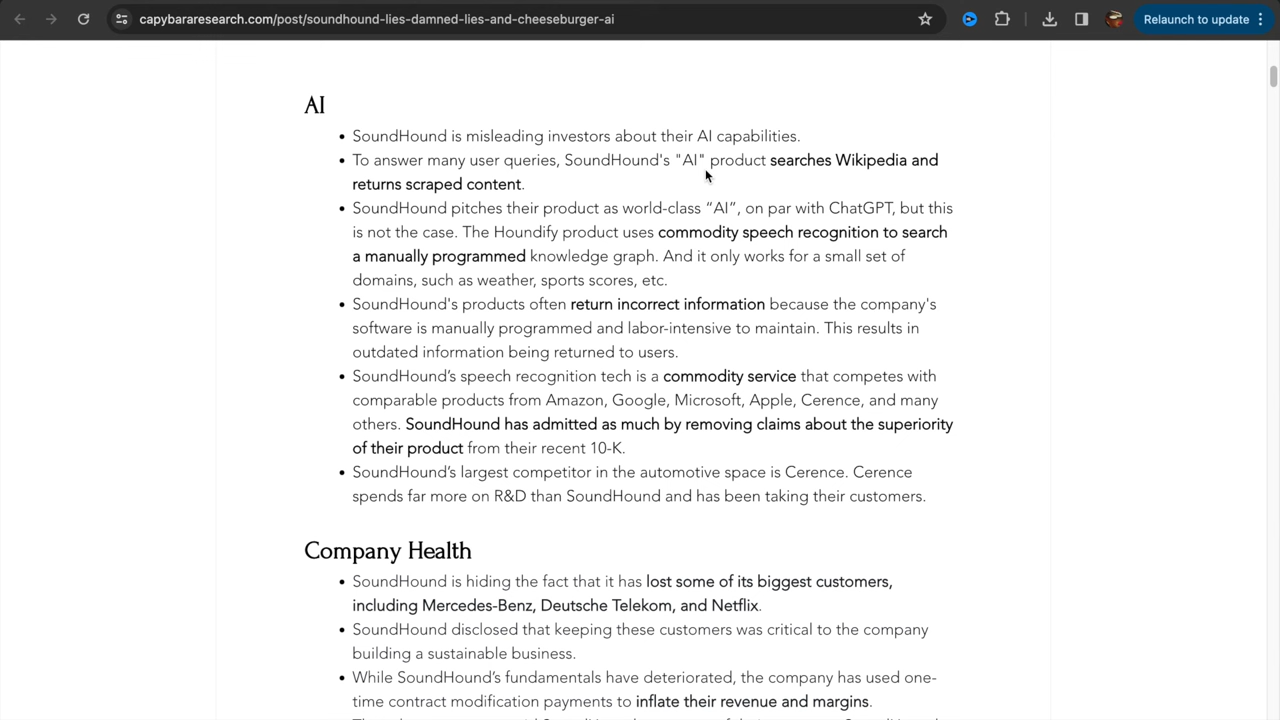 capybararesearch.com/post/soundhound-lies-damned-lies-and-cheeseburger-ai
Relaunch to update
AI
• SoundHound is misleading investors about their AI capabilities.
• To answer many user queries, SoundHound's "AI" product searches Wikipedia and
returns scraped content.
• SoundHound pitches their product as world-class “AI”, on par with ChatGPT, but this
is not the case. The Houndify product uses commodity speech recognition to search
a manually programmed knowledge graph. And it only works for a small set of
domains, such as weather, sports scores, etc.
• SoundHound's products often return incorrect information because the company's
software is manually programmed and labor-intensive to maintain. This results in
outdated information being returned to users.
• SoundHound’s speech recognition tech is a commodity service that competes with
comparable products from Amazon, Google, Microsoft, Apple, Cerence, and many
others. SoundHound has admitted as much by removing claims about the superiority
of their product from their recent 10-K.
• SoundHound’s largest competitor in the automotive space is Cerence. Cerence
spends far more on R&D than SoundHound and has been taking their customers.
Company Health
• SoundHound is hiding the fact that it has lost some of its biggest customers,
including Mercedes-Benz, Deutsche Telekom, and Netflix.
• SoundHound disclosed that keeping these customers was critical to the company
building a sustainable business.
• While SoundHound’s fundamentals have deteriorated, the company has used one-
time contract modification payments to inflate their revenue and margins.